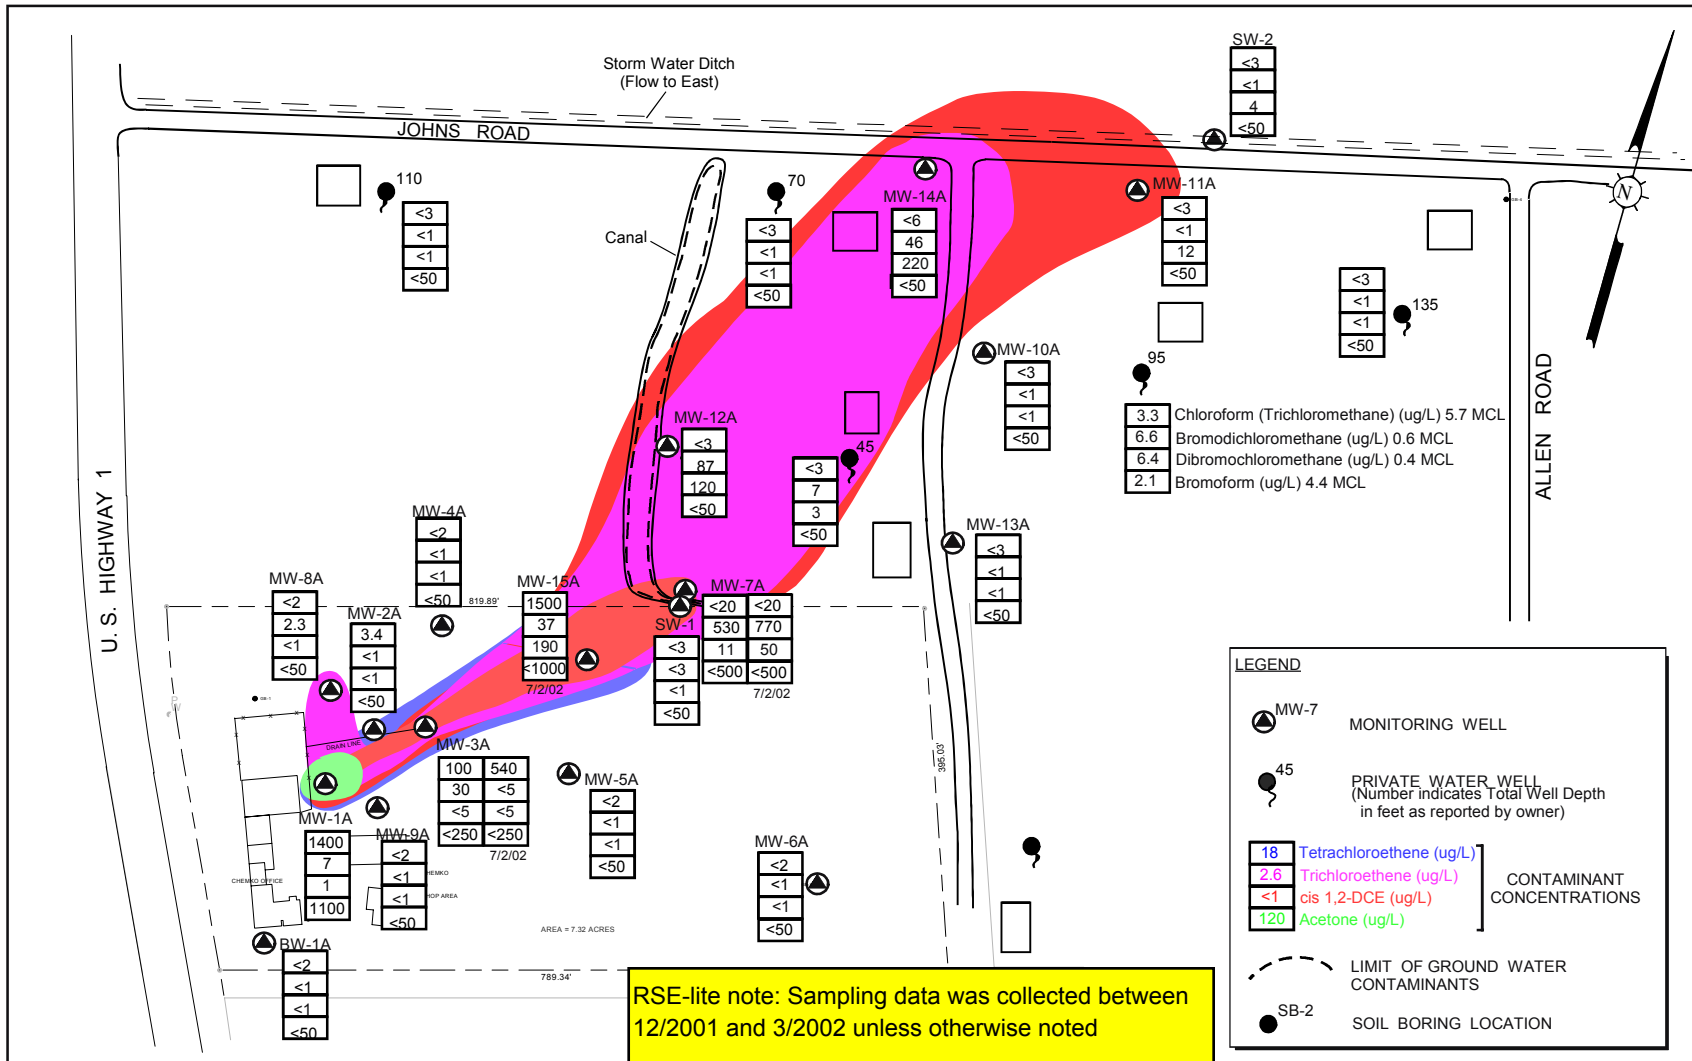 SW-2
<3
<1
4
<50
Storm Water Ditch
(Flow to East)
JOHNS ROAD
110
<3
<1
<1
<50
Canal
70
<3
<1
<1
<50
MW-14A
<6
46
220
<50
MW-11A
<3
<1
12
<50
N
<3
<1
<1
<50
135
MW-10A
<3
<1
<1
<50
95
3.3 Chloroform (Trichloromethane) (ug/L) 5.7 MCL
6.6 Bromodichloromethane (ug/L) 0.6 MCL
6.4 Dibromochloromethane (ug/L) 0.4 MCL
2.1 Bromoform (ug/L) 4.4 MCL
ALLEN ROAD
U. S. HIGHWAY 1
MW-12A
<3
87
120
<50
45
<3
7
3
<50
MW-13A
<3
<1
<1
<50
MW-4A
<2
<1
<1
<50
819.89'
MW-8A
<2
2.3
<1
<50
MW-2A
3.4
<1
<1
<50
MW-15A
1500
37
190
<1000
7/2/02
SW-1
<3
<3
<1
<50
MW-7A
<20 <20
530 770
11 50
<500 <500
7/2/02
395.03'
DRAIN LINE
MW-3A
100 540
30 <5
<5 <5
<250 <250
7/2/02
MW-5A
<2
<1
<1
<50
MW-1A
1400
7
1
1100
MW-9A
<2
<1
<1
<50
HEMKO
HOP AREA
CHEMKO OFFICE
MW-6A
<2
<1
<1
<50
BW-1A
<2
<1
<1
<50
AREA = 7.32 ACRES
789.34'
RSE-lite note: Sampling data was collected between
12/2001 and 3/2002 unless otherwise noted
LEGEND
MW-7
MONITORING WELL
45
PRIVATE WATER WELL
(Number indicates Total Well Depth
in feet as reported by owner)
18 Tetrachloroethene (ug/L)
2.6 Trichloroethene (ug/L)
<1 cis 1,2-DCE (ug/L)
120 Acetone (ug/L)
CONTAMINANT
CONCENTRATIONS
LIMIT OF GROUND WATER
CONTAMINANTS
SB-2
SOIL BORING LOCATION